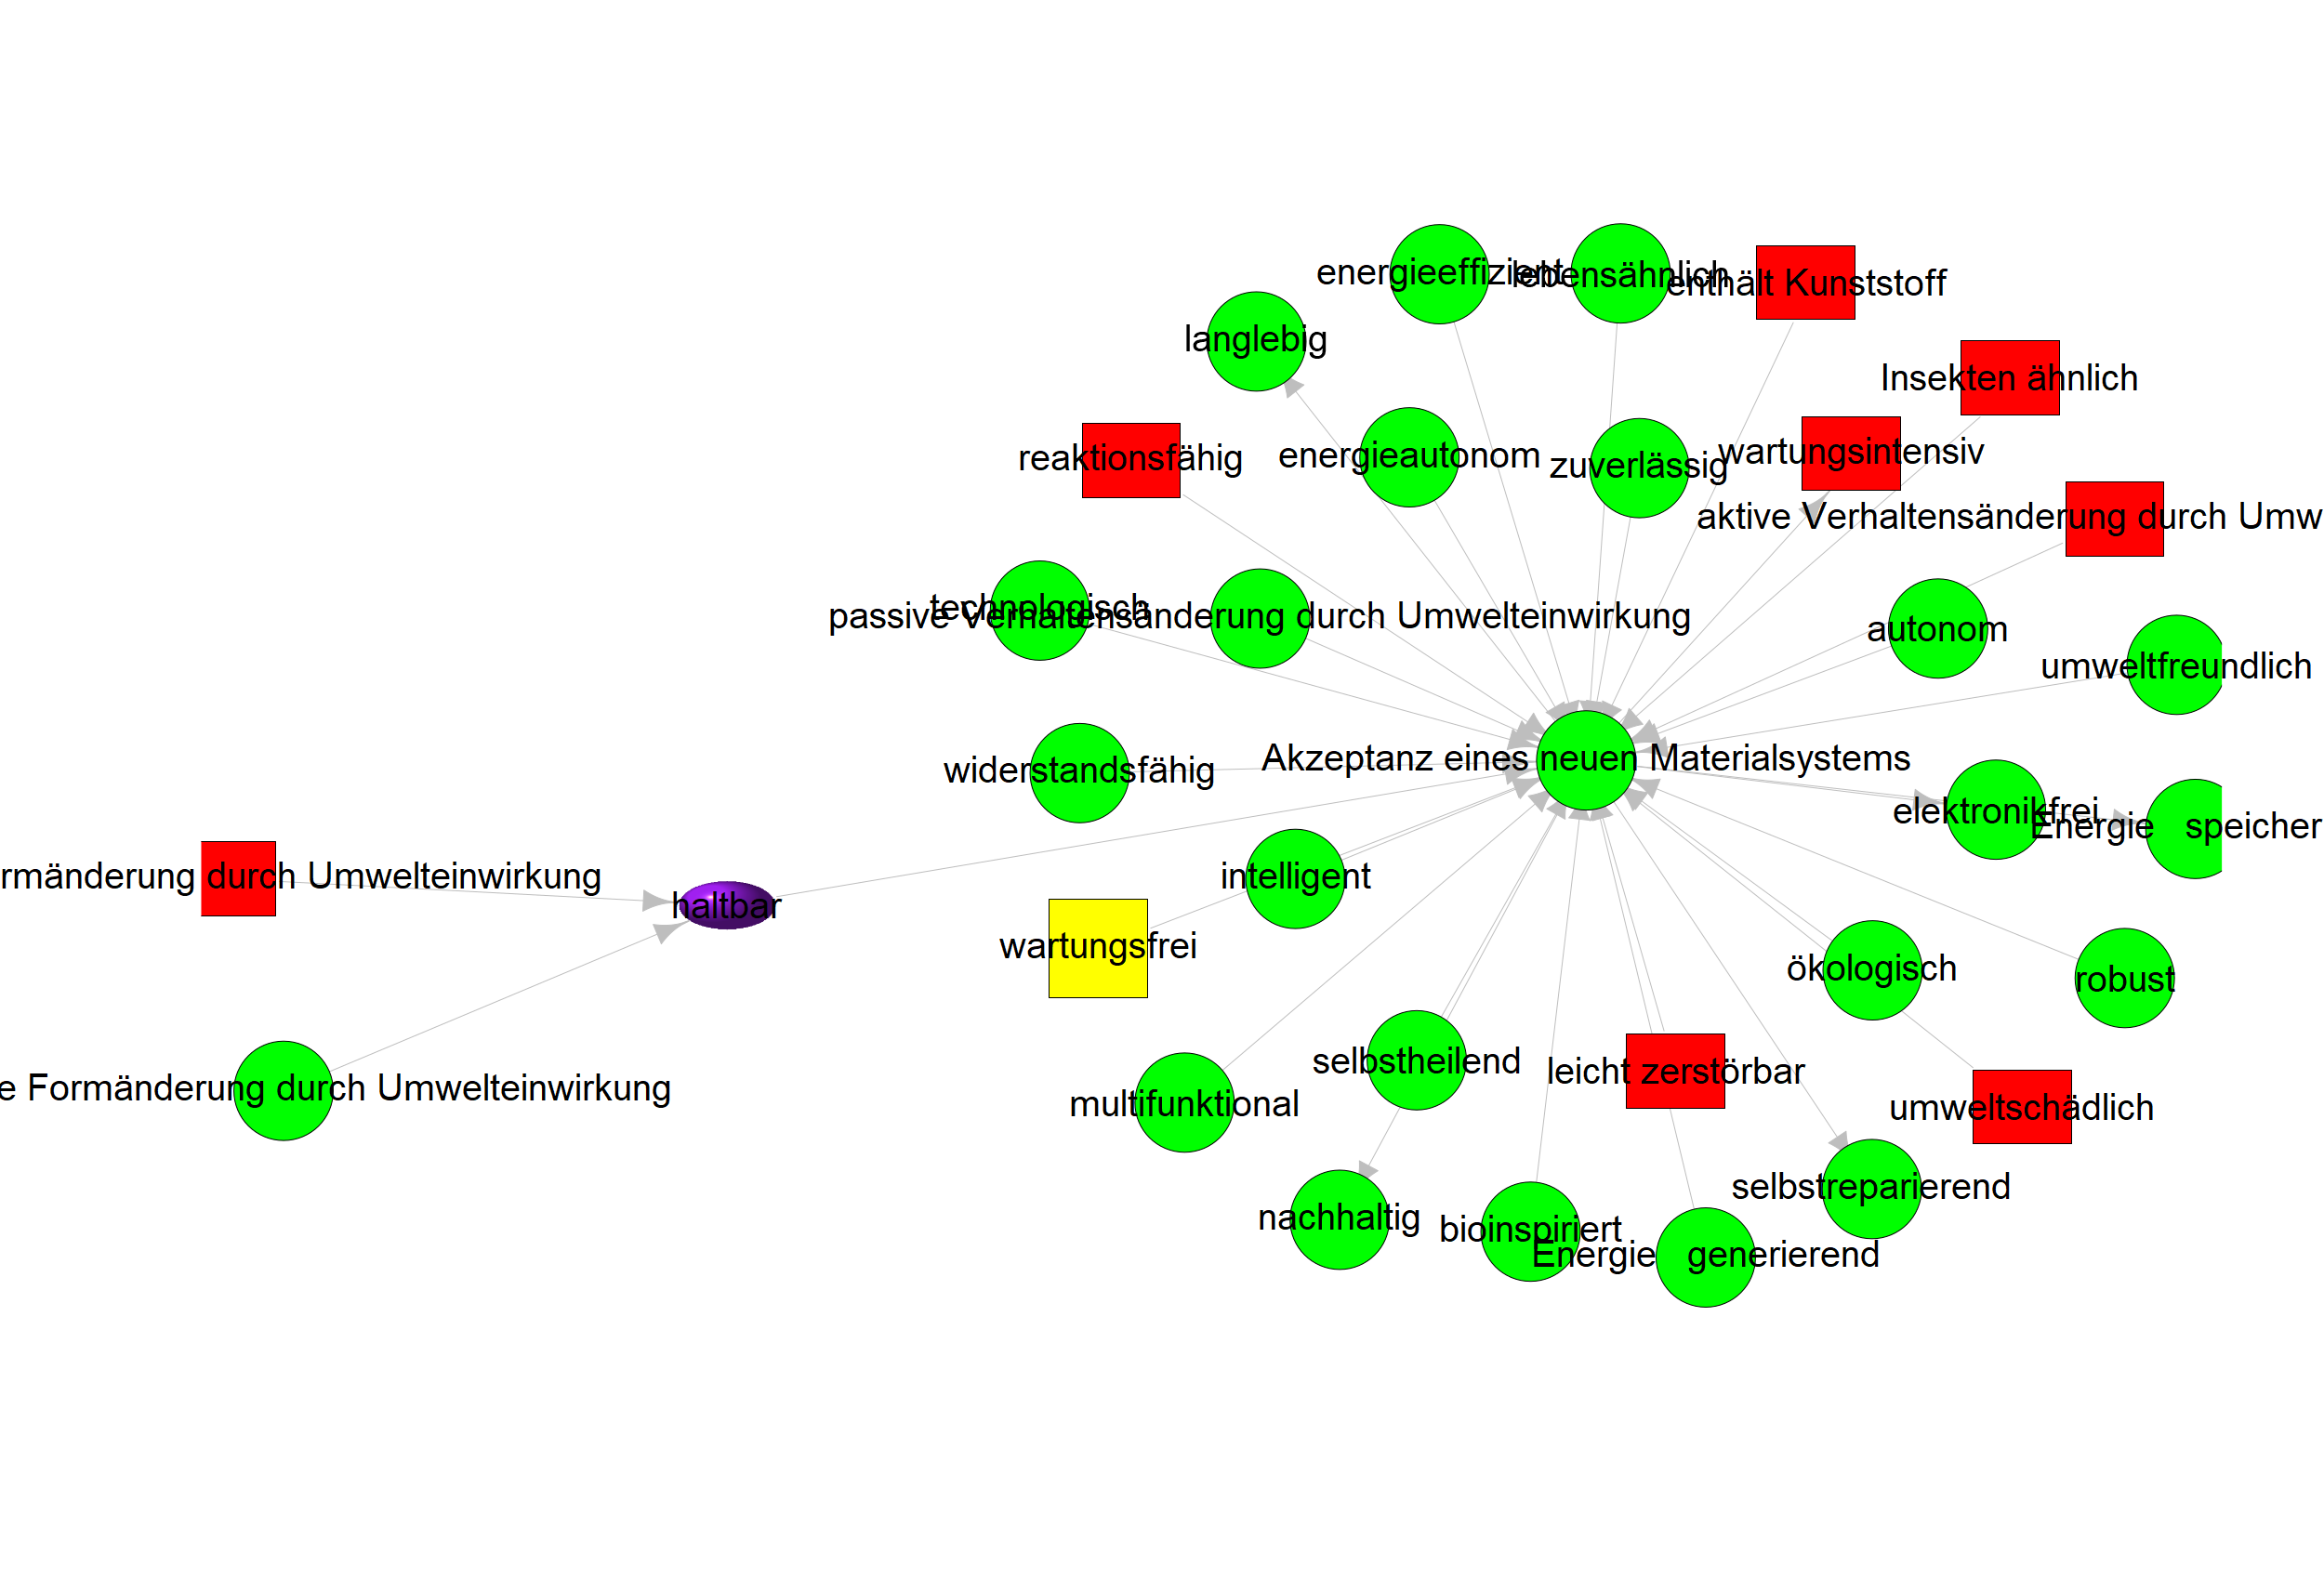 energieeffizient
lebensähnlich
enthält Kunststoff
langlebig
Insekten ähnlich
reaktionsfähig
energieautonom
zuverlässig
wartungsintensiv
aktive Verhaltensänderung durch Umw
technologisch
passive Verhaltensänderung durch Umwelteinwirkung
autonom
umweltfreundlich
Akzeptanz eines neuen Materialsystems
widerstandsfähig
elektronikfrei
Energie speicher
rmänderung durch Umwelteinwirkung
haltbar
intelligent
wartungsfrei
ökologisch
robust
e Formänderung durch Umwelteinwirkung
selbstheilend
leicht zerstörbar
multifunktional
umweltschädlich
selbstreparierend
nachhaltig
bioinspiriert
Energie generierend